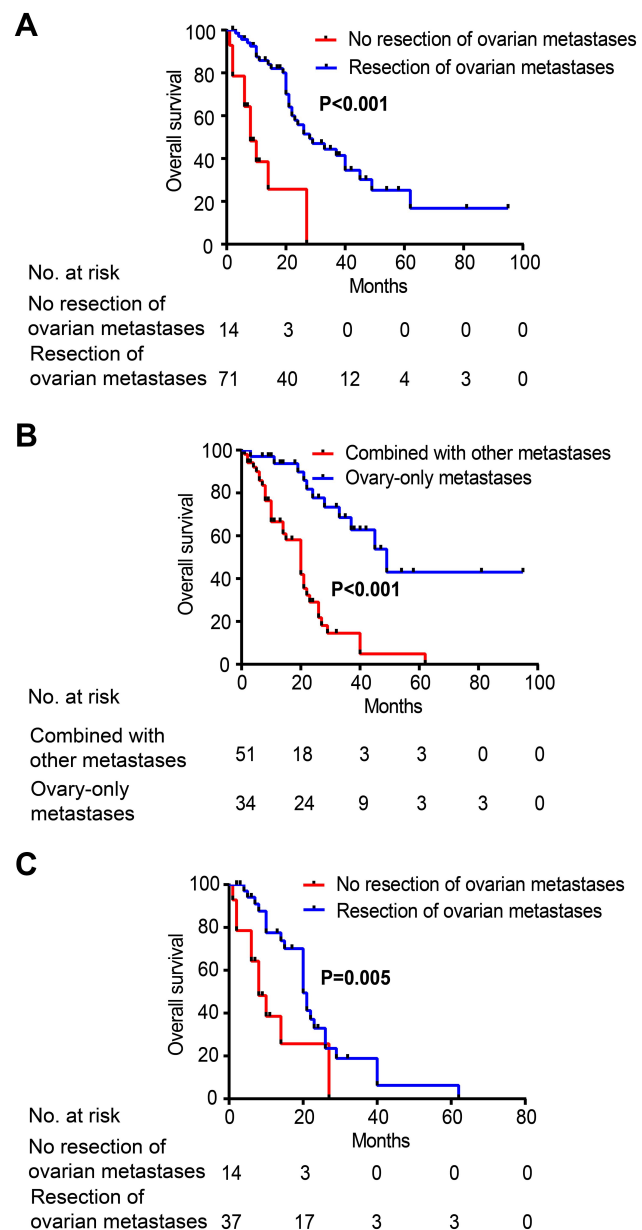 A
No resection of ovarian metastases
Resection of ovarian metastases
P<0.001
Overall survival
100
80
60
40
20
0
0 20 40 60 80 100
Months
No. at risk
No resection of
ovarian metastases 14 3 0 0 0 0
Resection of
ovarian metastases 71 40 12 4 3 0
B
Combined with other metastases
Ovary-only metastases
P<0.001
Overall survival
100
80
60
40
20
0
0 20 40 60 80 100
Months
No. at risk
Combined with
other metastases 51 18 3 3 0 0
Ovary-only
metastases 34 24 9 3 3 0
C
No resection of ovarian metastases
Resection of ovarian metastases
P=0.005
Overall survival
100
80
60
40
20
0
0 20 40 60 80
Months
No. at risk
No resection of
ovarian metastases 14 3 0 0 0
Resection of
ovarian metastases 37 17 3 3 0